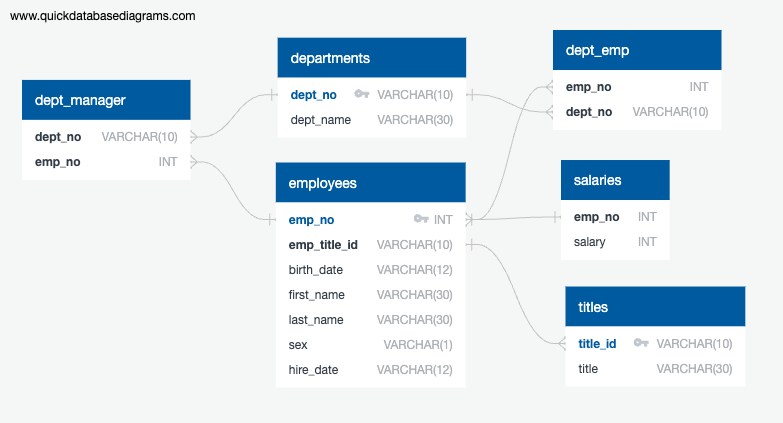 www.quickdatabasediagrams.com
dept_manager
dept_no VARCHAR(10)
emp_no INT
departments
dept_no VARCHAR(10)
dept_name VARCHAR(30)
employees
emp_no INT
emp_title_id VARCHAR(10)
birth_date VARCHAR(12)
first_name VARCHAR(30)
last_name VARCHAR(30)
sex VARCHAR(1)
hire_date VARCHAR(12)
dept_emp
emp_no INT
dept_no VARCHAR(10)
salaries
emp_no INT
salary INT
titles
title_id VARCHAR(10)
title VARCHAR(30)